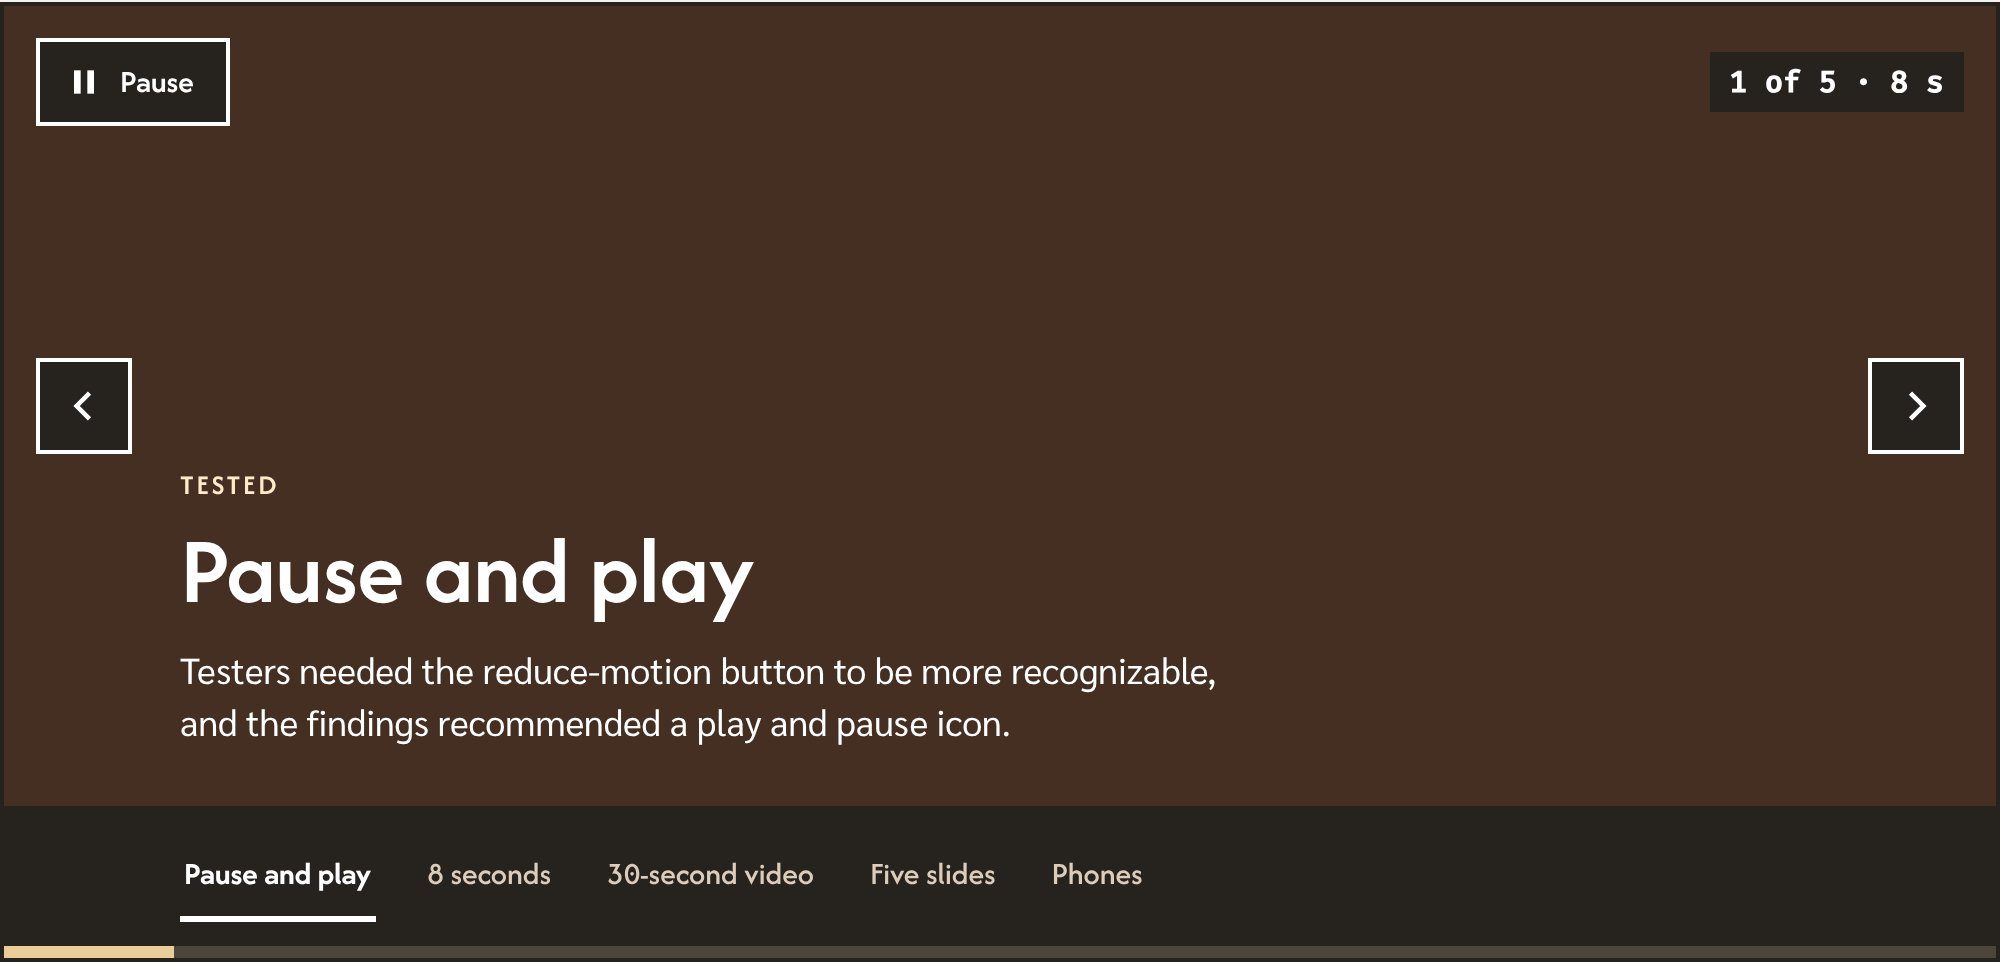 Pause
1 of 5 · 8 s
TESTED
Pause and play
Testers needed the reduce-motion button to be more recognizable,
and the findings recommended a play and pause icon.
Pause and play
8 seconds
30-second video
Five slides
Phones